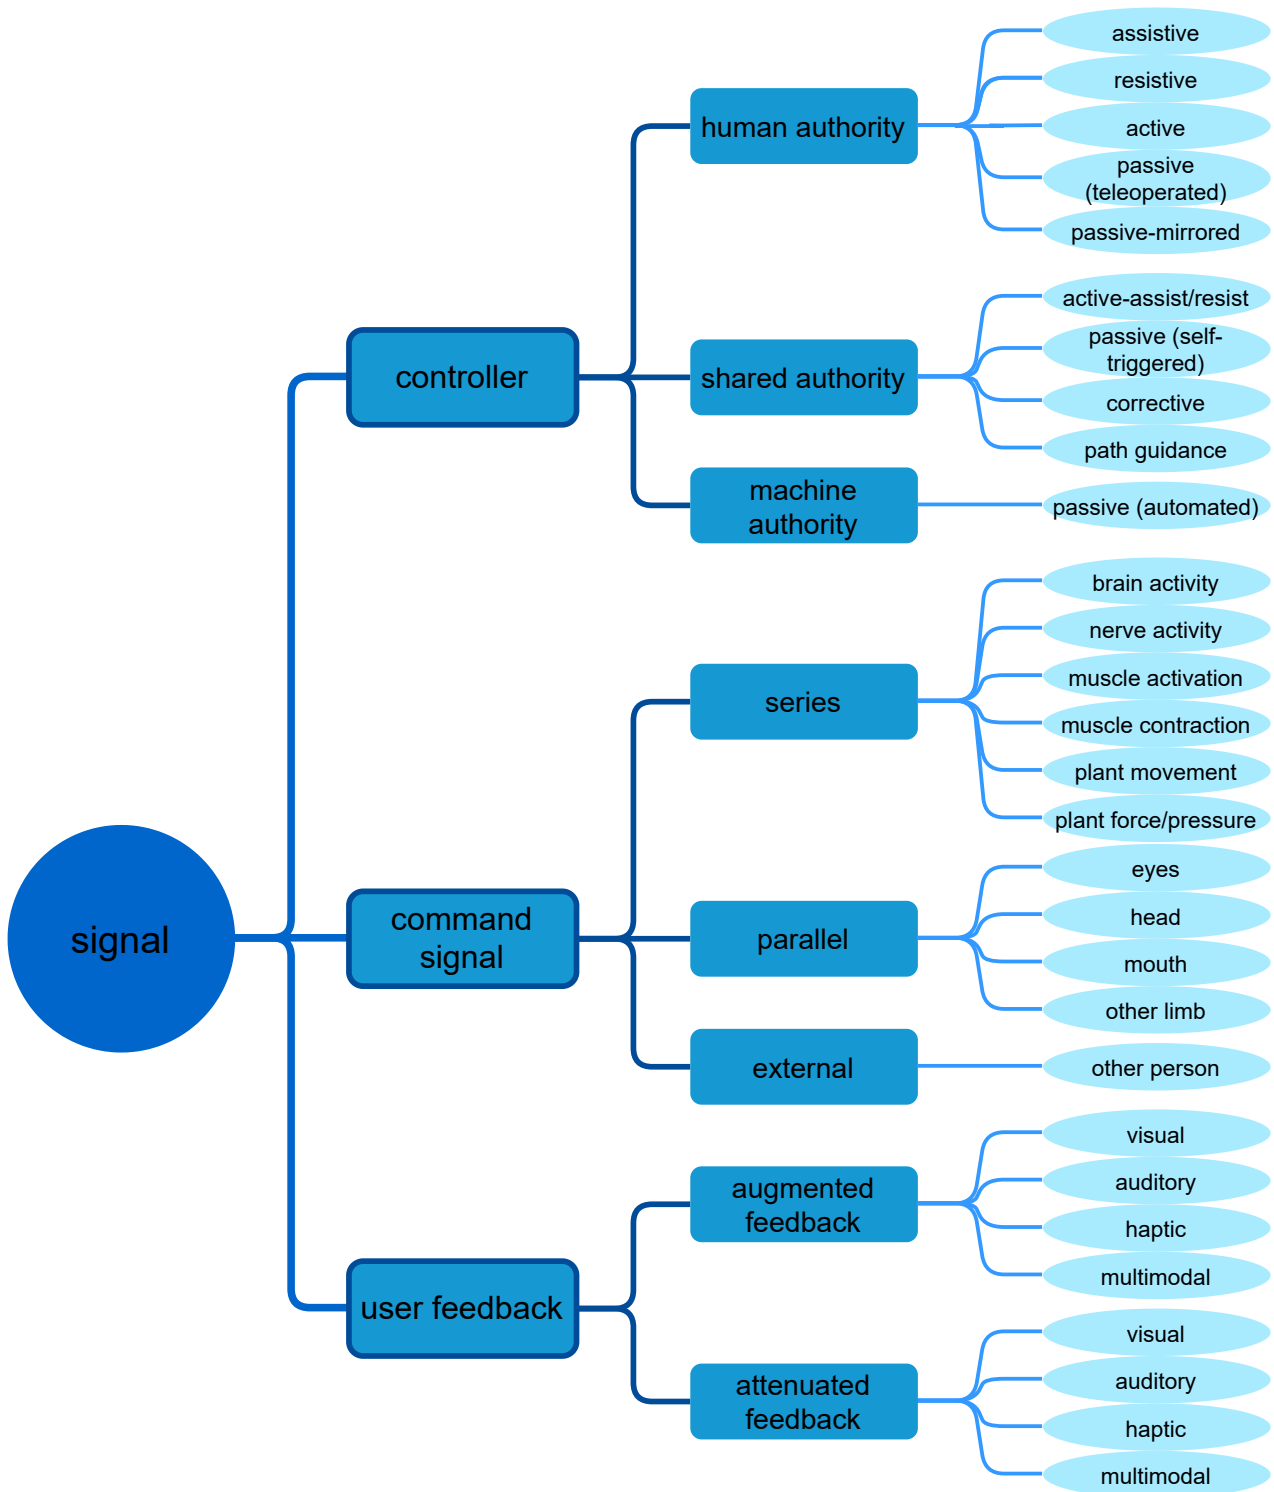 assistive
resistive
human authority
active
passive
(teleoperated)
passive-mirrored
active-assist/resist
passive (self-
triggered)
controller
shared authority
corrective
path guidance
machine
authority
passive (automated)
brain activity
nerve activity
muscle activation
series
muscle contraction
plant movement
plant force/pressure
eyes
signal
command
signal
head
parallel
mouth
other limb
external
other person
visual
augmented
feedback
auditory
haptic
multimodal
user feedback
visual
attenuated
feedback
auditory
haptic
multimodal